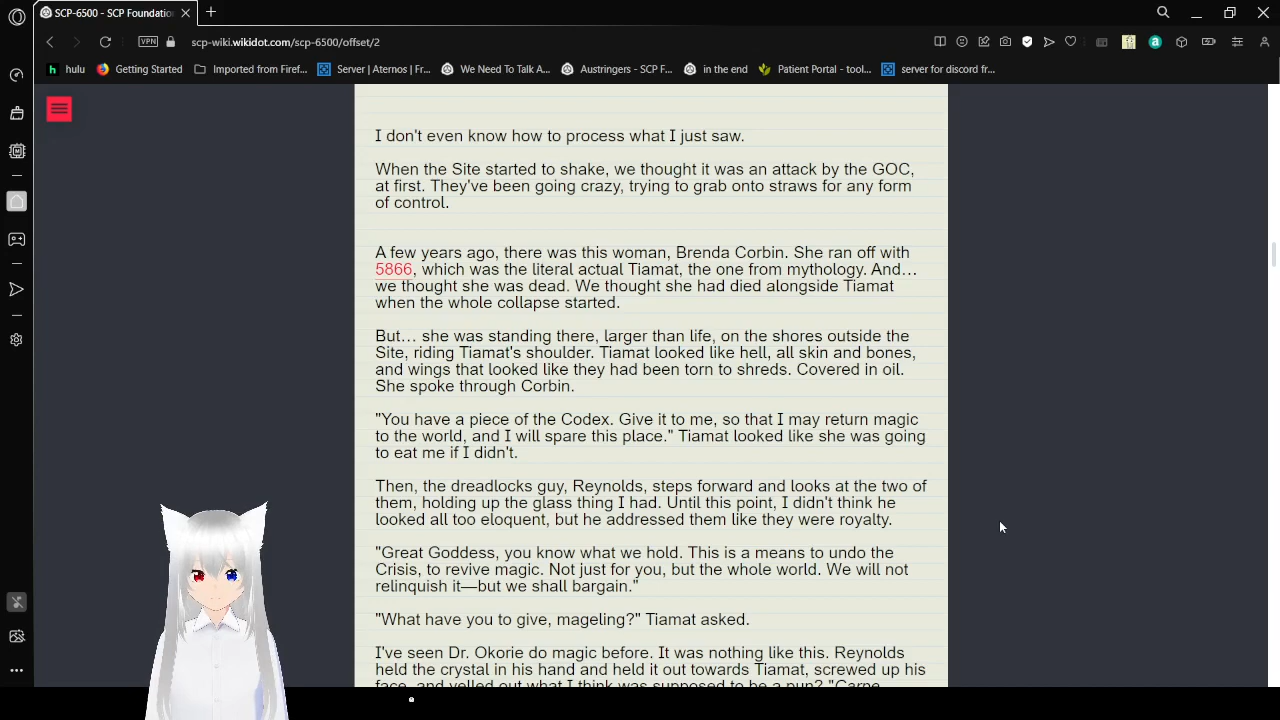 SCP-6500 - SCP Foundatio
VPN
scp-wiki.wikidot.com/scp-6500/offset/2
hulu
Getting Started
Imported from Firef...
Server | Aternos | Fr...
We Need To Talk A...
Austringers - SCP F...
in the end
Patient Portal - tool...
server for discord fr...
I don't even know how to process what I just saw.
When the Site started to shake, we thought it was an attack by the GOC,
at first. They've been going crazy, trying to grab onto straws for any form
of control.
A few years ago, there was this woman, Brenda Corbin. She ran off with
5866, which was the literal actual Tiamat, the one from mythology. And…
we thought she was dead. We thought she had died alongside Tiamat
when the whole collapse started.
But… she was standing there, larger than life, on the shores outside the
Site, riding Tiamat's shoulder. Tiamat looked like hell, all skin and bones,
and wings that looked like they had been torn to shreds. Covered in oil.
She spoke through Corbin.
"You have a piece of the Codex. Give it to me, so that I may return magic
to the world, and I will spare this place." Tiamat looked like she was going
to eat me if I didn't.
Then, the dreadlocks guy, Reynolds, steps forward and looks at the two of
them, holding up the glass thing I had. Until this point, I didn't think he
looked all too eloquent, but he addressed them like they were royalty.
"Great Goddess, you know what we hold. This is a means to undo the
Crisis, to revive magic. Not just for you, but the whole world. We will not
relinquish it—but we shall bargain."
"What have you to give, mageling?" Tiamat asked.
I've seen Dr. Okorie do magic before. It was nothing like this. Reynolds
held the crystal in his hand and held it out towards Tiamat, screwed up his
face, and yelled out what I think was supposed to be a pun? "Carpe